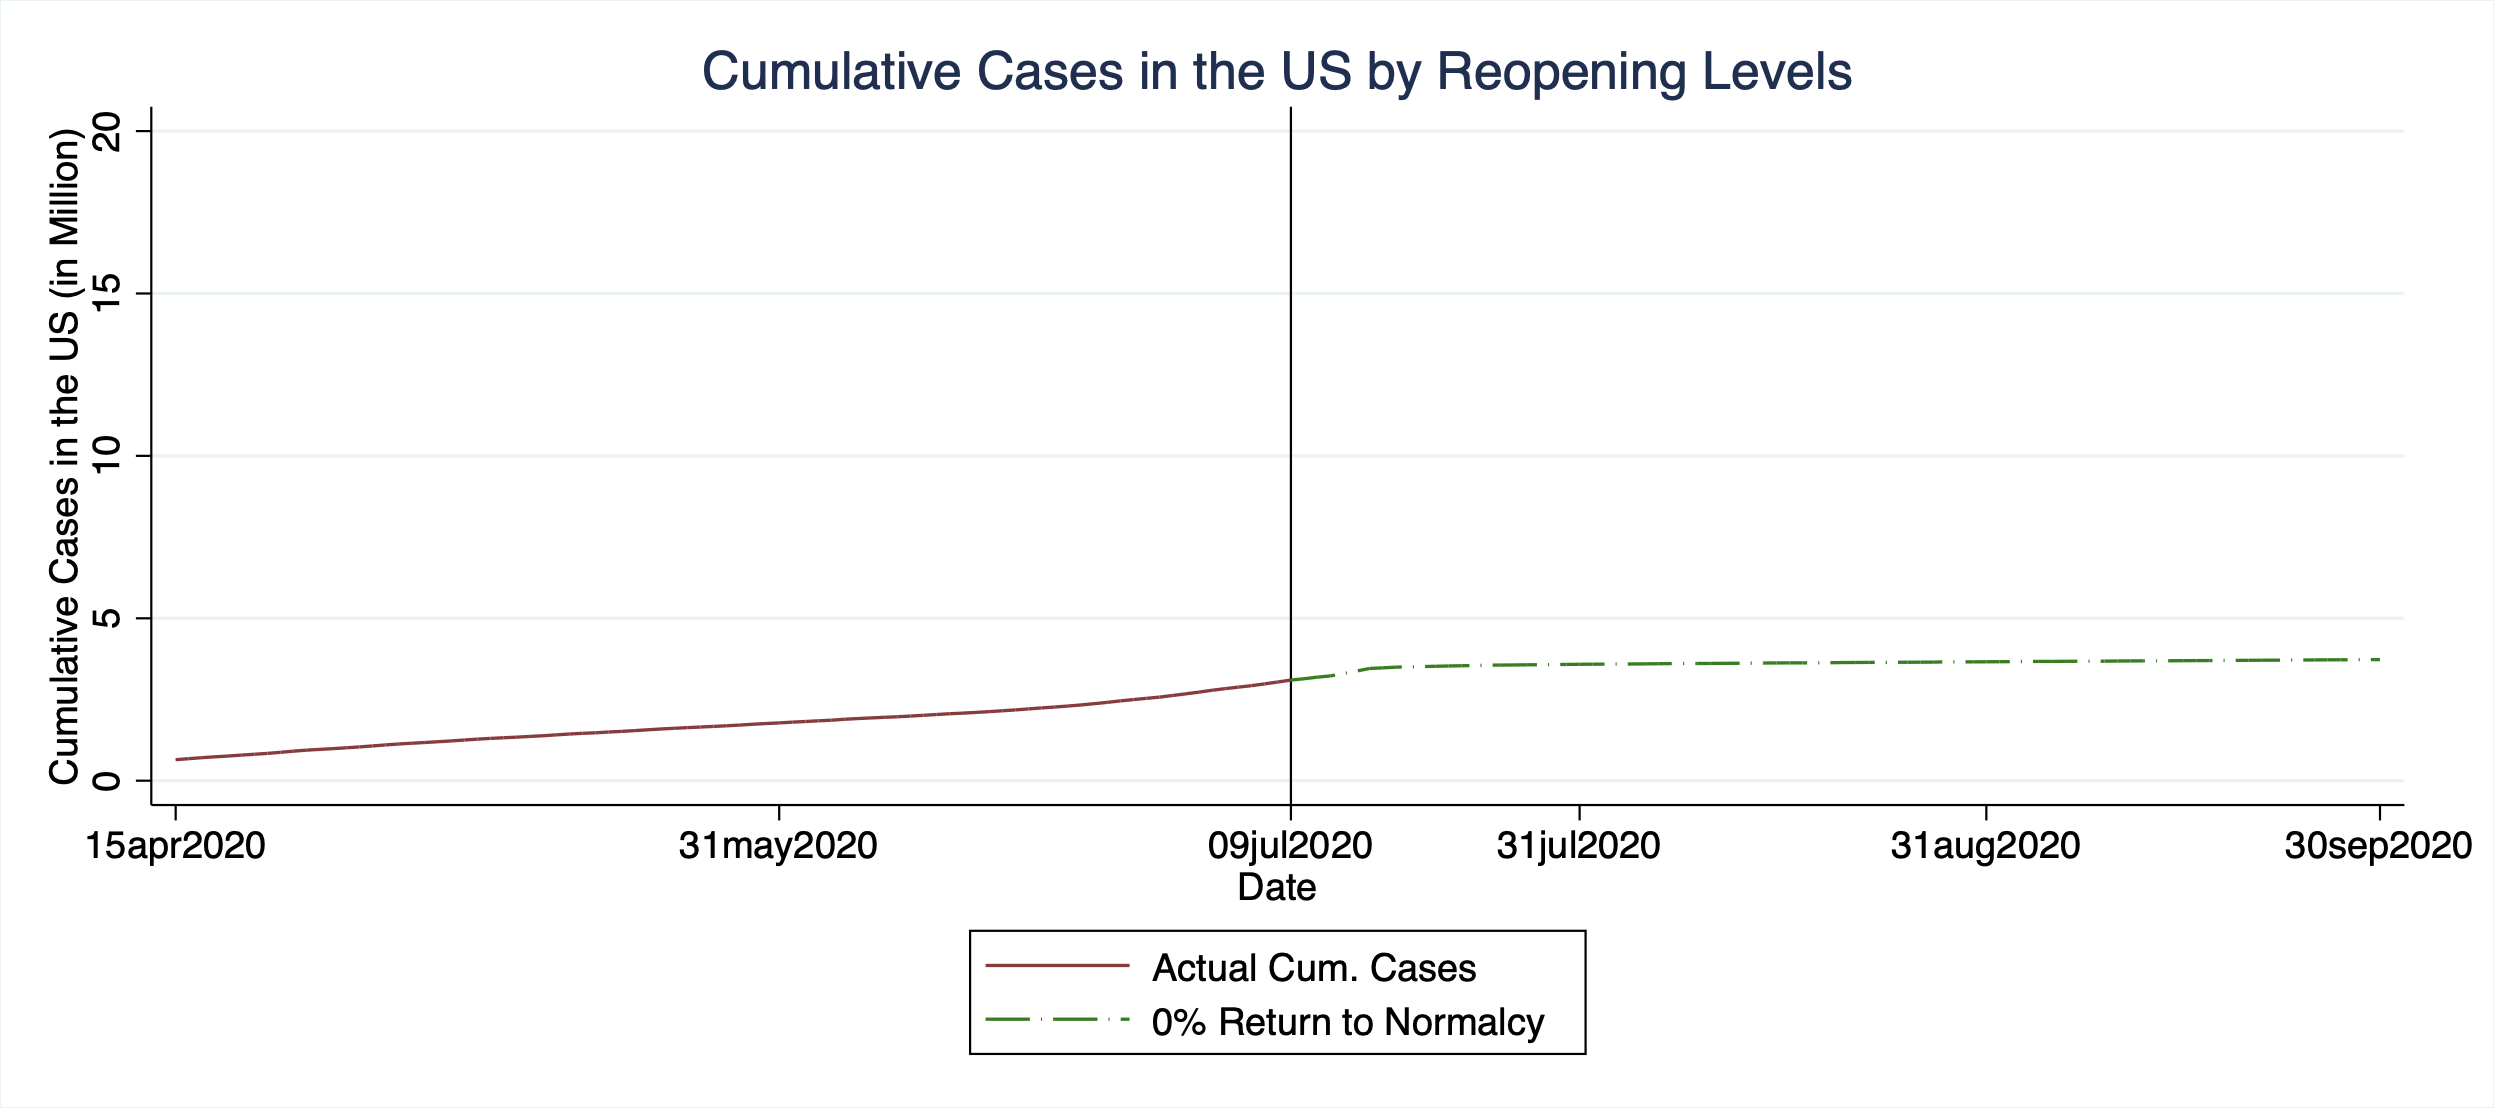 Cumulative Cases in the US by Reopening Levels
Cumulative Cases in the US (in Million)
20
15
10
5
0
15apr2020 31may2020 09jul2020 31jul2020 31aug2020 30sep2020
Date
Actual Cum. Cases
0% Return to Normalcy